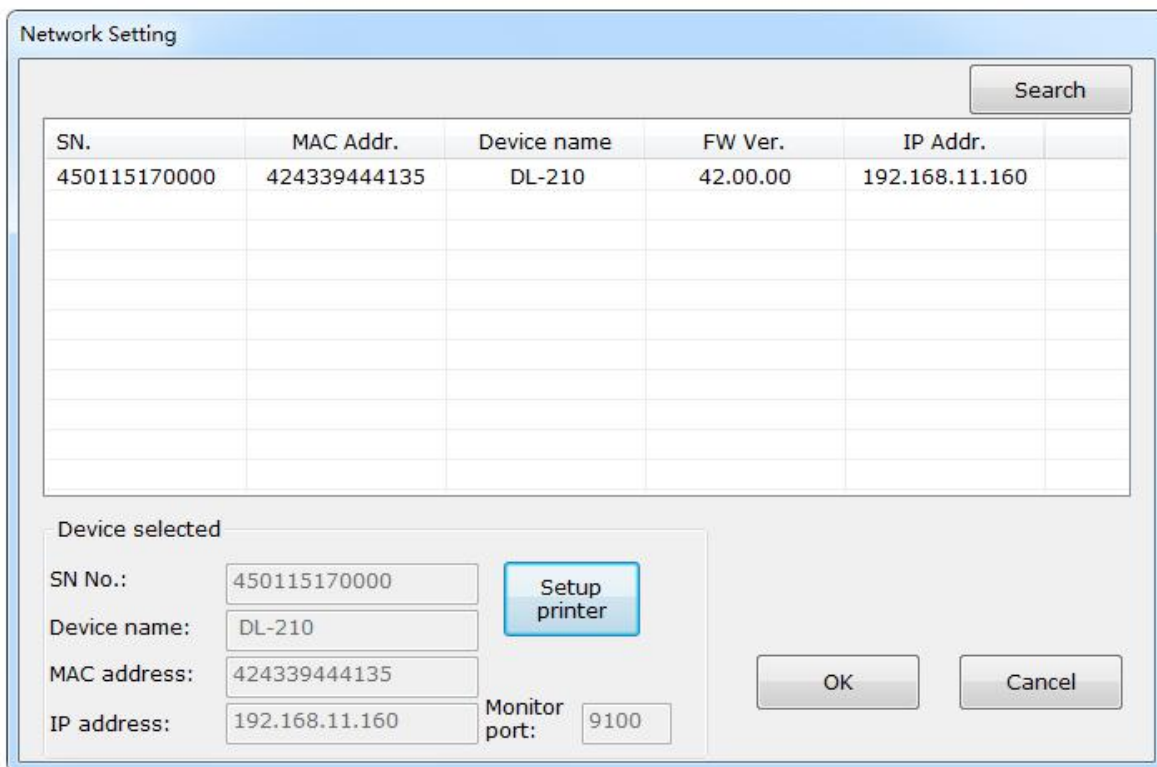 Network Setting
Search
SN. MAC Addr. Device name FW Ver. IP Addr.
450115170000 424339444135 DL-210 42.00.00 192.168.11.160
Device selected
SN No.: 450115170000
Setup
printer
Device name: DL-210
MAC address: 424339444135
OK Cancel
IP address: 192.168.11.160
Monitor
port: 9100